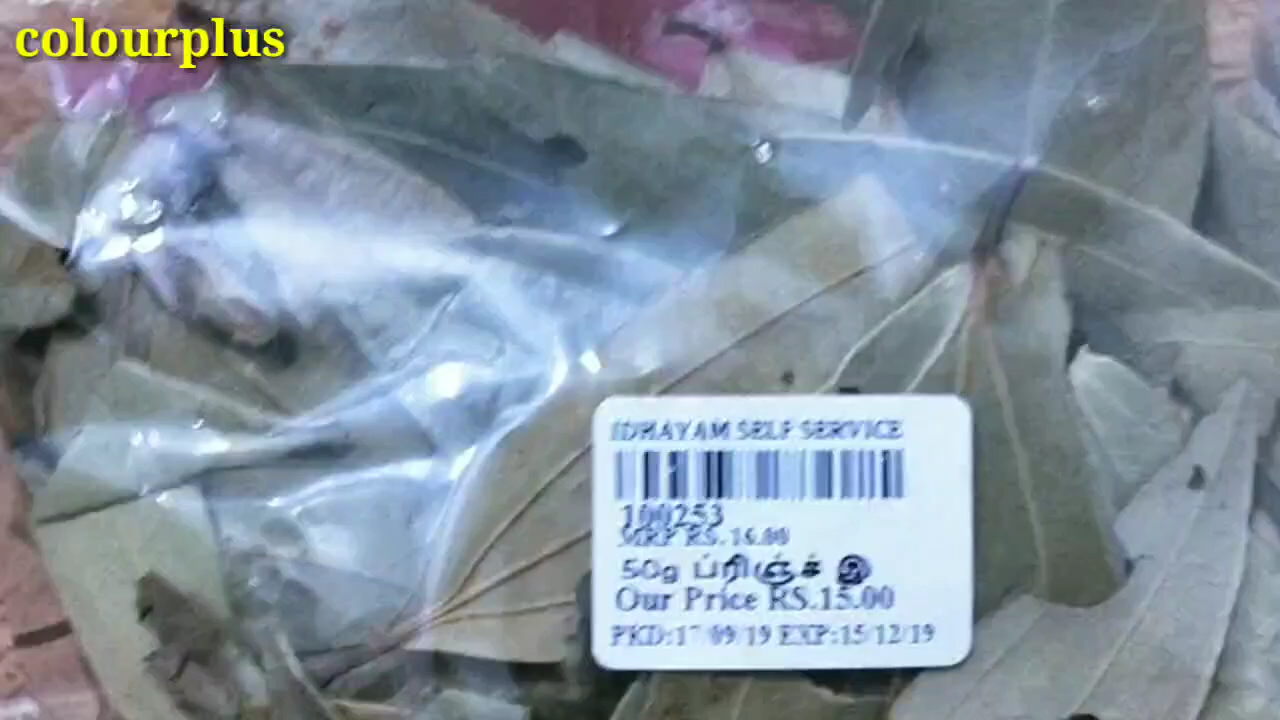 colourplus
IDHAYAM SELF SERVICE
100253
MRP RS. 16.00
50g ப்ரிஞ்ச் இ
Our Price RS.15.00
PKD:17/09/19 EXP:15/12/19